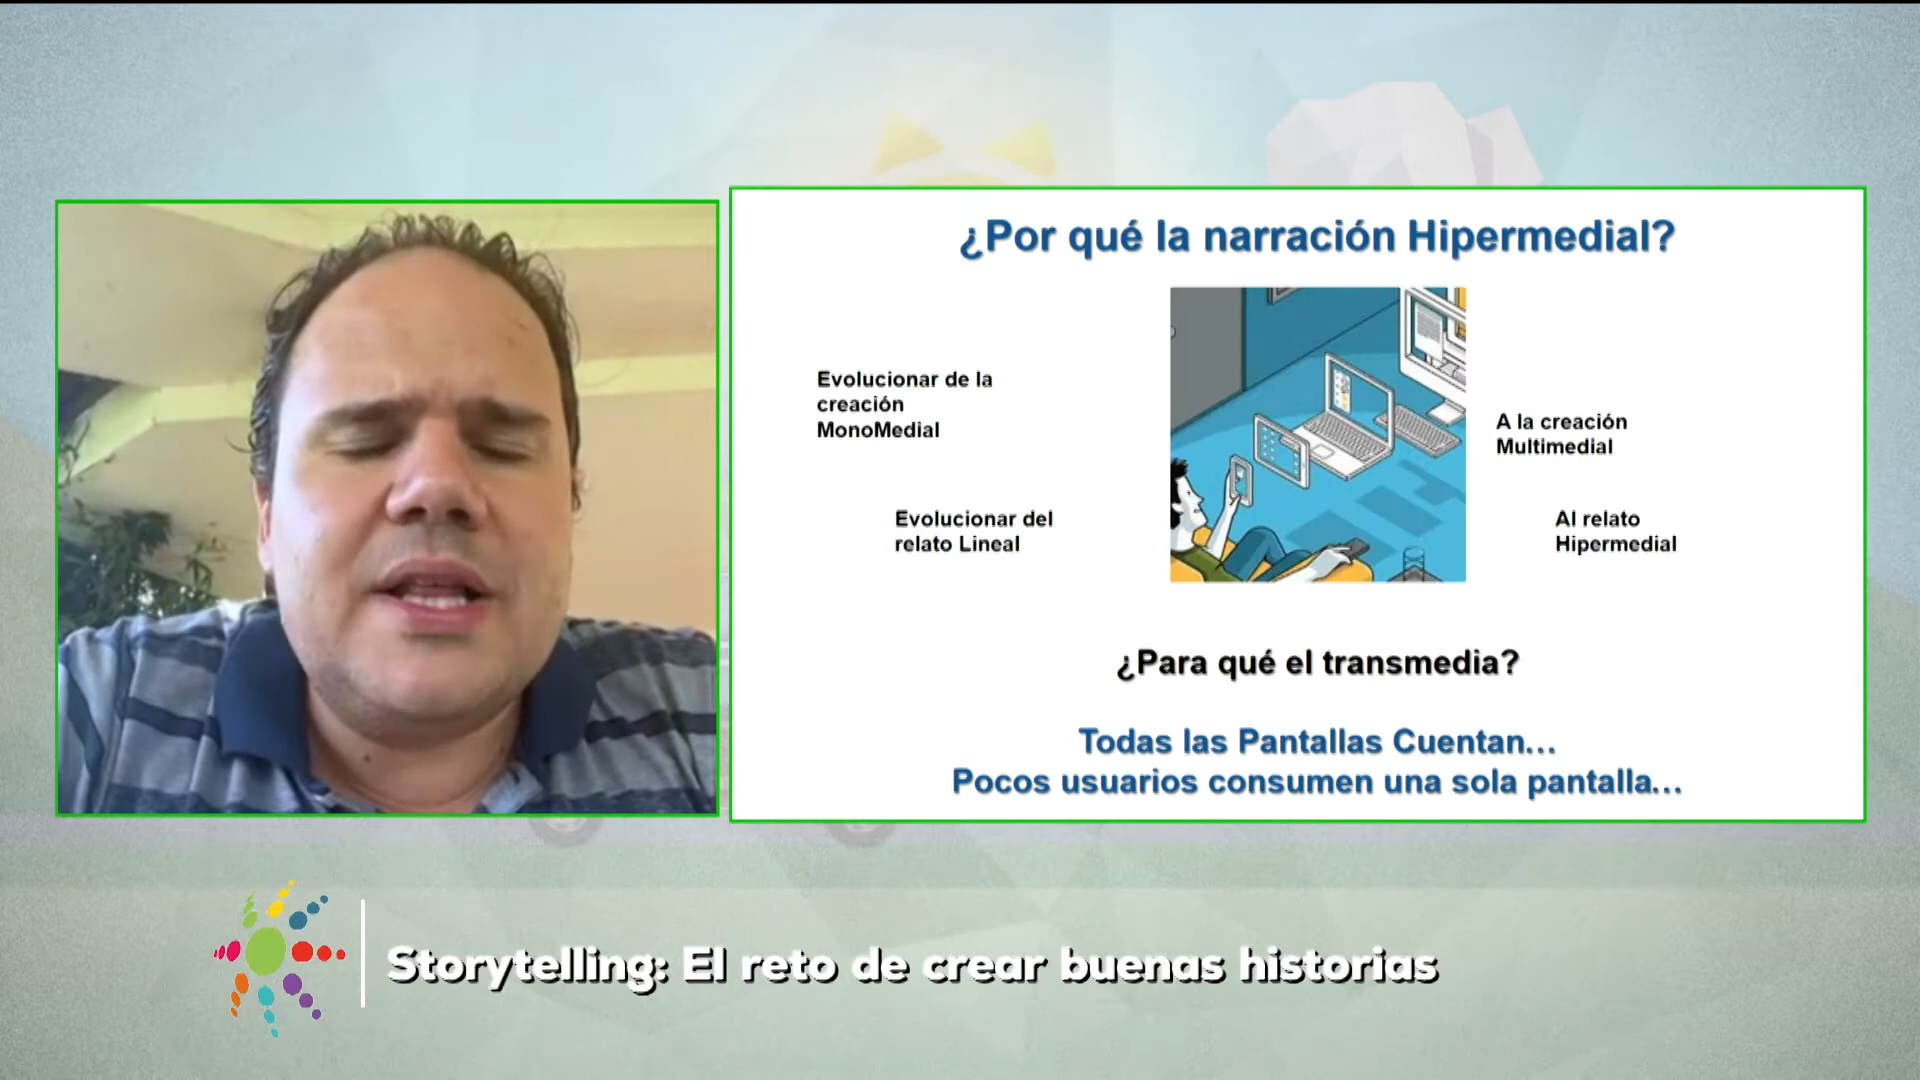 ¿Por qué la narración Hipermedial?
Evolucionar de la
creación
MonoMedial
A la creación
Multimedial
Evolucionar del
relato Lineal
Al relato
Hipermedial
¿Para qué el transmedia?
Todas las Pantallas Cuentan...
Pocos usuarios consumen una sola pantalla...
Storytelling: El reto de crear buenas historias